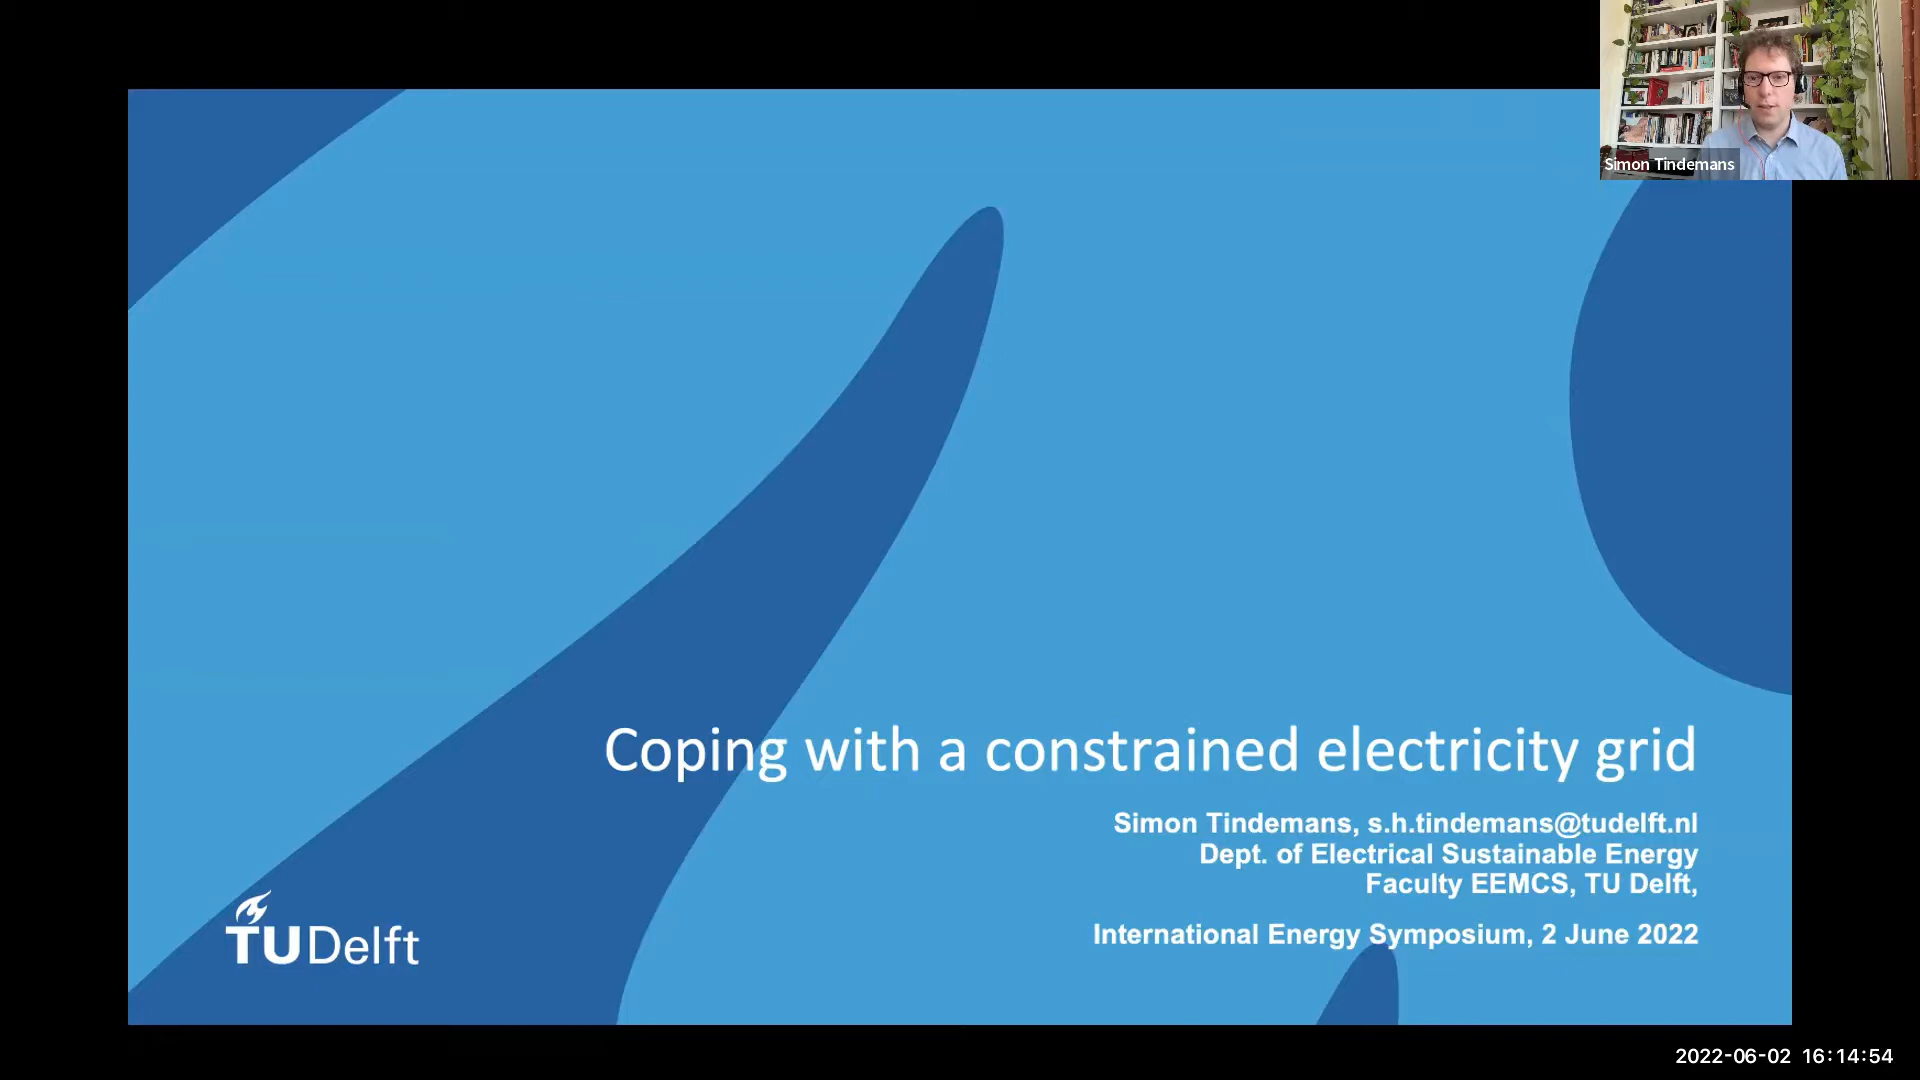 Simon Tindemans
Coping with a constrained electricity grid
Simon Tindemans, s.h.tindemans@tudelft.nl
Dept. of Electrical Sustainable Energy
Faculty EEMCS, TU Delft,
International Energy Symposium, 2 June 2022
TU Delft
2022-06-02 16:14:54